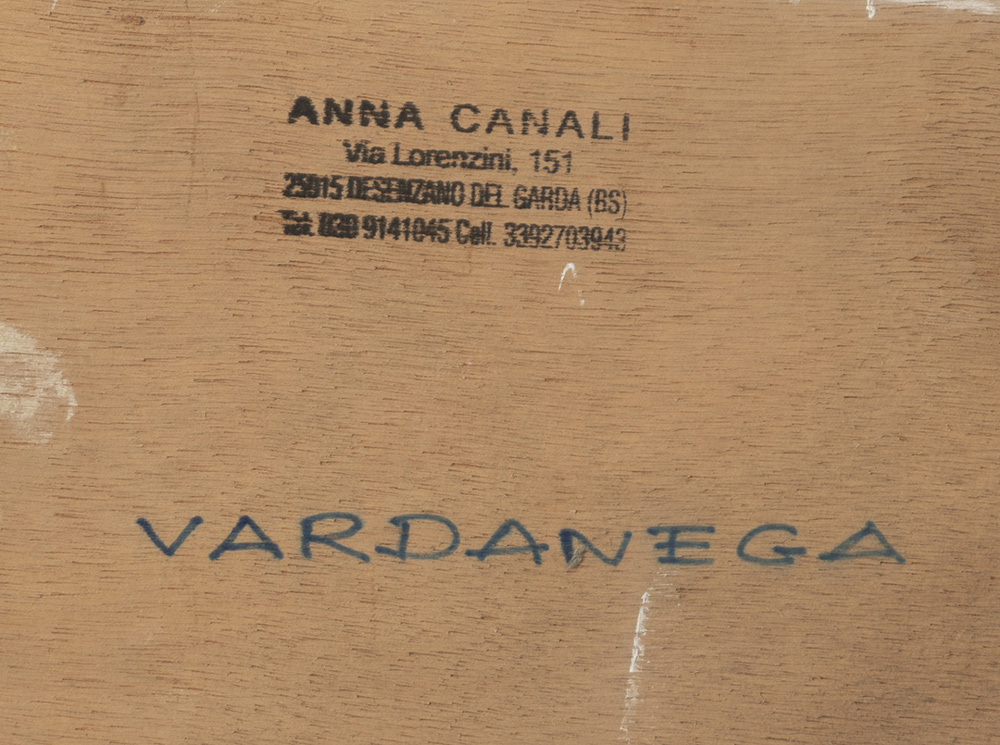 ANNA CANALI
Via Lorenzini, 151
25015 DESENZANO DEL GARDA (BS)
Tel. 030 9141045 Cell. 3392703943
VARDANEGA